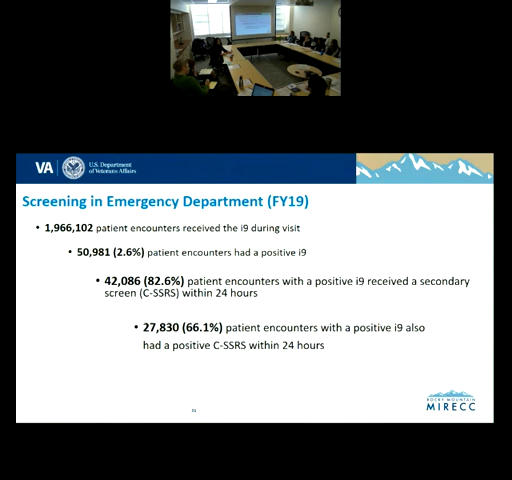 VA
U.S. Department
of Veterans Affairs
Screening in Emergency Department (FY19)
• 1,966,102 patient encounters received the i9 during visit
• 50,981 (2.6%) patient encounters had a positive i9
• 42,086 (82.6%) patient encounters with a positive i9 received a secondary
screen (C-SSRS) within 24 hours
• 27,830 (66.1%) patient encounters with a positive i9 also
had a positive C-SSRS within 24 hours
ROCKY MOUNTAIN
MIRECC